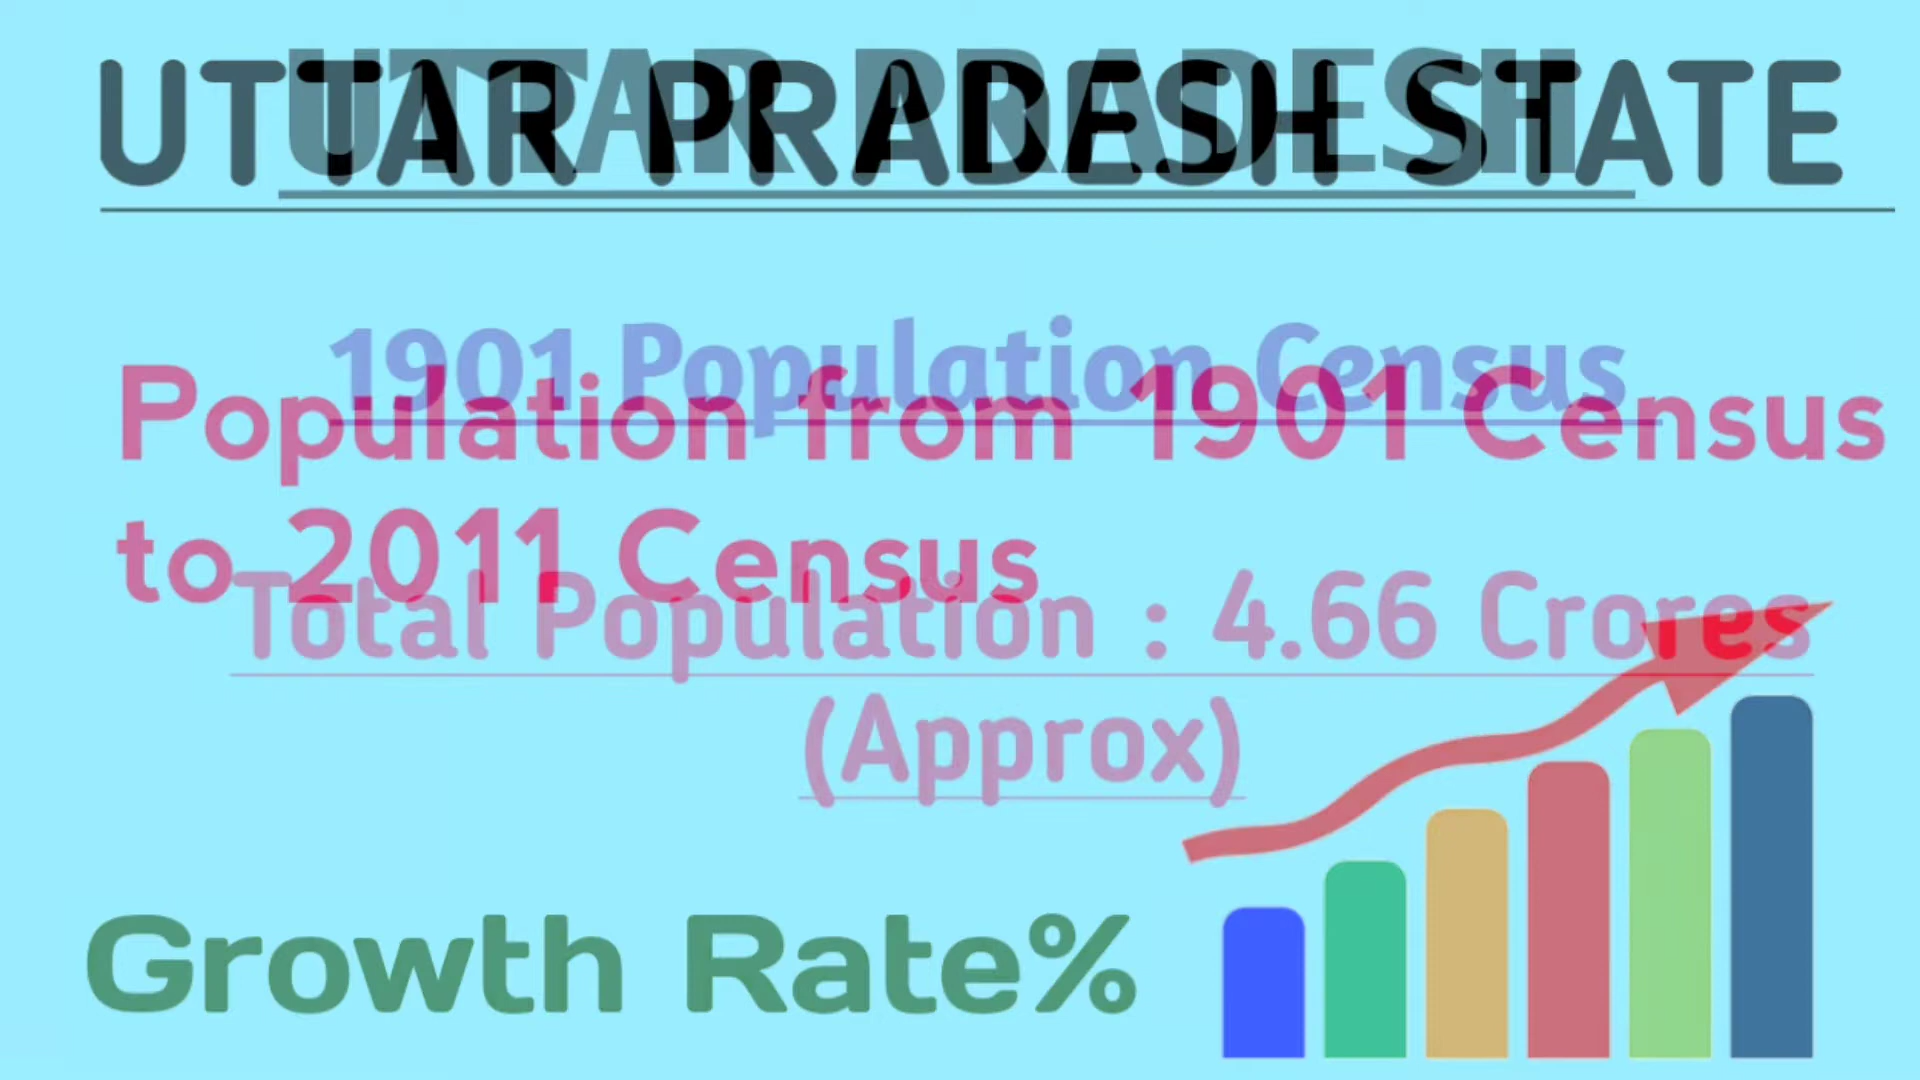 UTTAR PRADESH STATE
UTTAR PRADESH
1901 Population Census
Population from 1901 Census
to 2011 Census
Total Population : 4.66 Crores
(Approx)
Growth Rate%